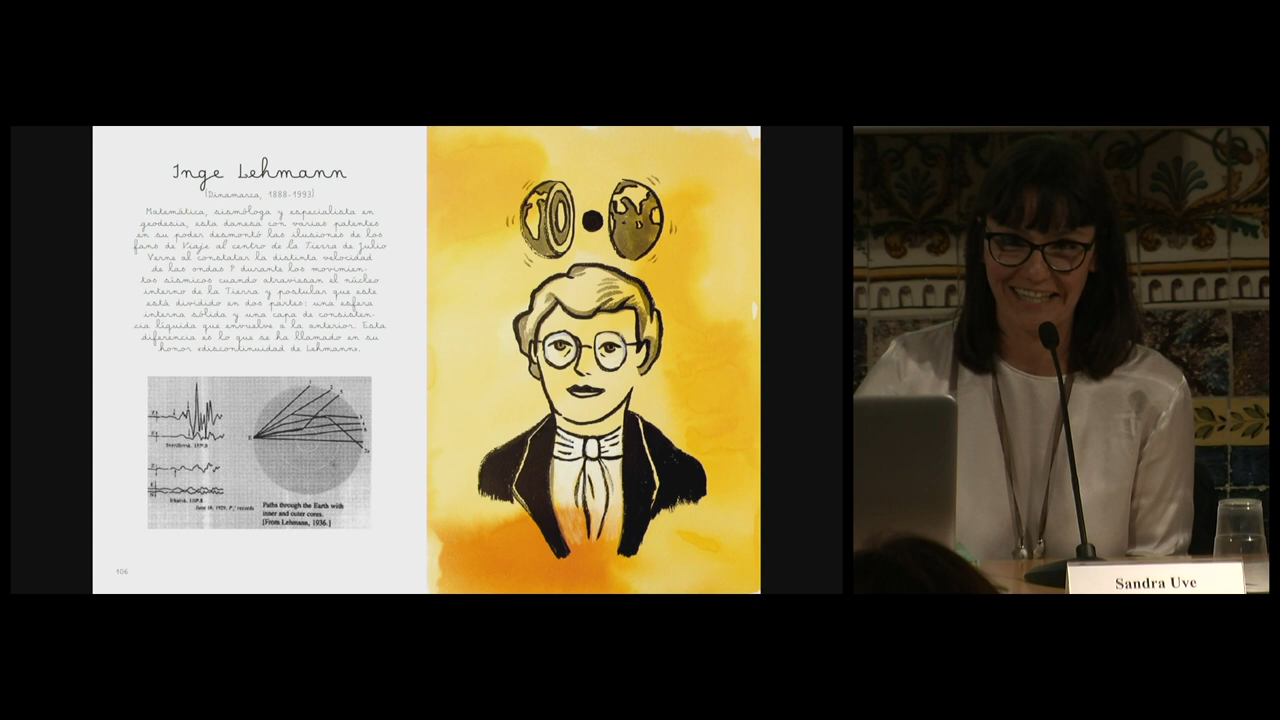 Inge Lehmann
(Dinamarca, 1888-1993)
Matemática, sismóloga y especialista en
geodesia, esta danesa con varias patentes
en su poder desmontó las ilusiones de los
fans de Viaje al centro de la Tierra de Julio
Verne al constatar la distinta velocidad
de las ondas P durante los movimien-
tos sísmicos cuando atraviesan el núcleo
interno de la Tierra y postular que este
está dividido en dos partes: una esfera
interna sólida y una capa de consisten-
cia líquida que envuelve a la anterior. Esta
diferencia es lo que se ha llamado en su
honor «discontinuidad de Lehmann».
Paths through the Earth with
inner and outer cores.
[From Lehmann, 1936.]
106
Sandra Uve